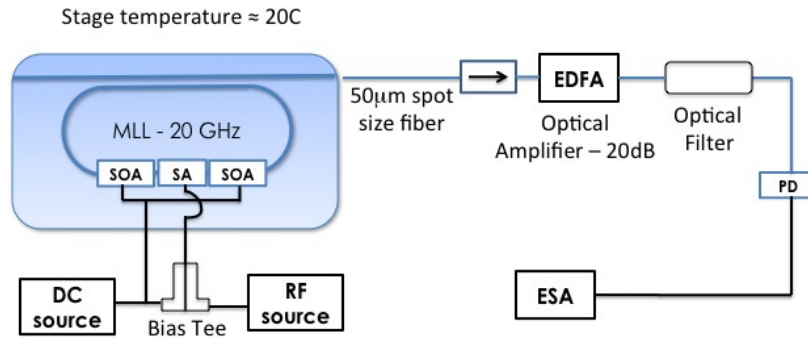 Stage temperature ≈ 20C
MLL - 20 GHz
SOA
SA
SOA
50μm spot
size fiber
EDFA
Optical
Amplifier – 20dB
Optical
Filter
PD
ESA
DC
source
Bias Tee
RF
source